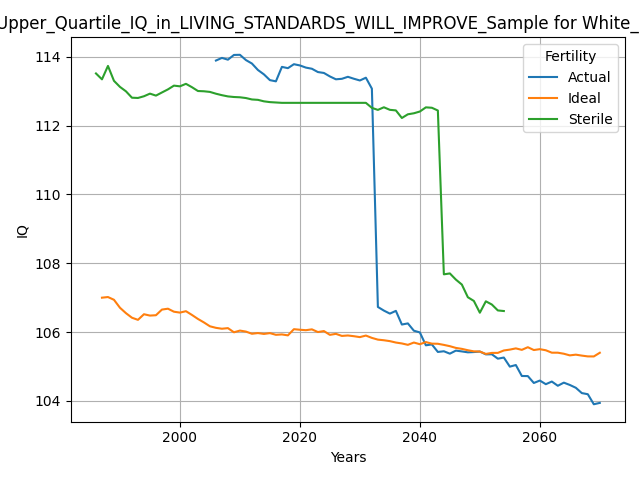 Upper_Quartile_IQ_in_LIVING_STANDARDS_WILL_IMPROVE_Sample for White_
114
112
110
108
106
104
IQ
Fertility
Actual
Ideal
Sterile
2000
2020
2040
2060
Years